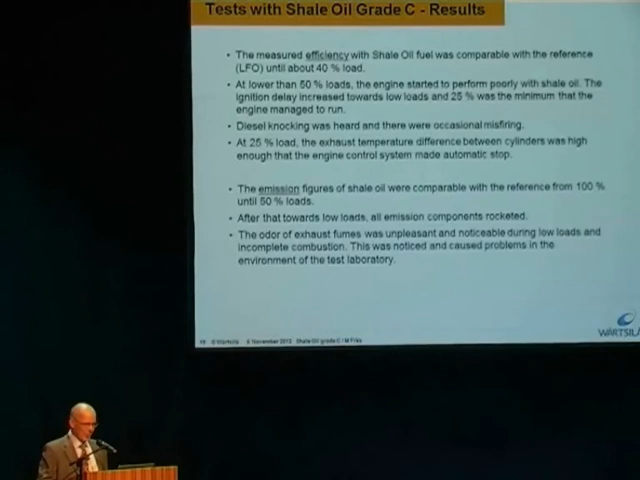 Tests with Shale Oil Grade C - Results
• The measured efficiency with Shale Oil fuel was comparable with the reference
(LFO) until about 40 % load.
• At lower than 50 % loads, the engine started to perform poorly with shale oil. The
ignition delay increased towards low loads and 25 % was the minimum that the
engine managed to run.
• Diesel knocking was heard and there were occasional misfiring.
• At 25 % load, the exhaust temperature difference between cylinders was high
enough that the engine control system made automatic stop.
• The emission figures of shale oil were comparable with the reference from 100 %
until 50 % loads.
• After that towards low loads, all emission components rocketed.
• The odor of exhaust fumes was unpleasant and noticeable during low loads and
incomplete combustion. This was noticed and caused problems in the
environment of the test laboratory.
WÄRTSILÄ
© Wärtsilä November 2013 Shale Oil grade C / M